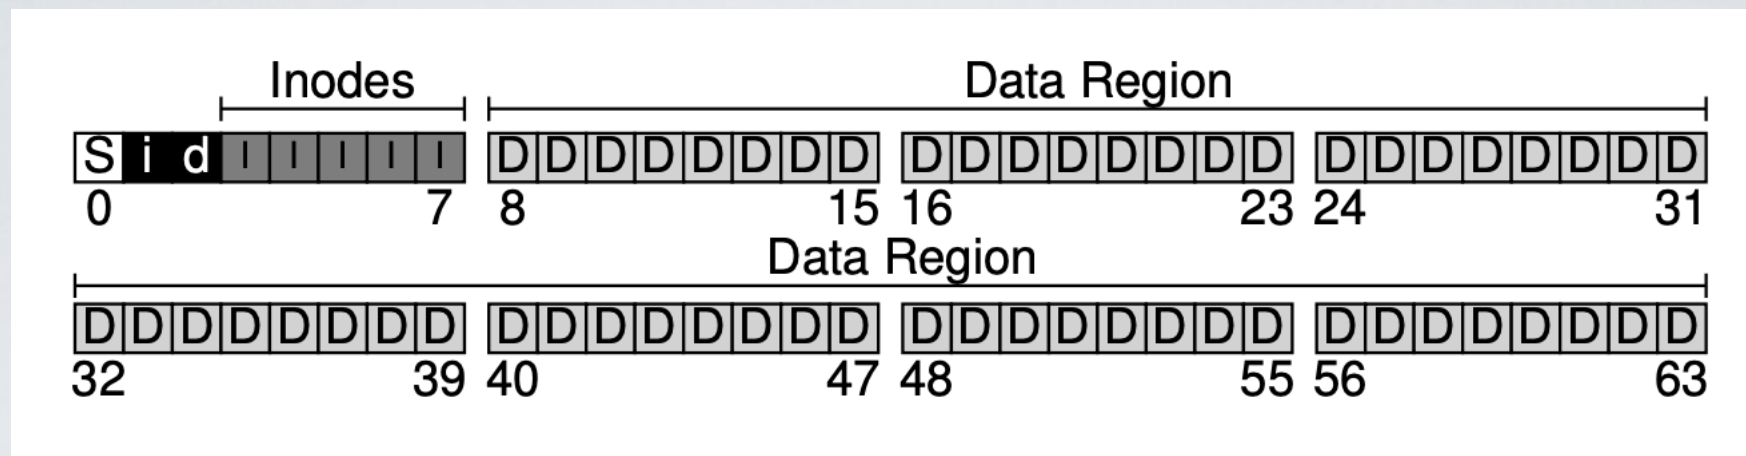 Inodes Data Region
S i d I I I I I D D D D D D D D D D D D D D D D D D D D D D D D
0 7 8 15 16 23 24 31
Data Region
D D D D D D D D D D D D D D D D D D D D D D D D D D D D D D D D
32 39 40 47 48 55 56 63